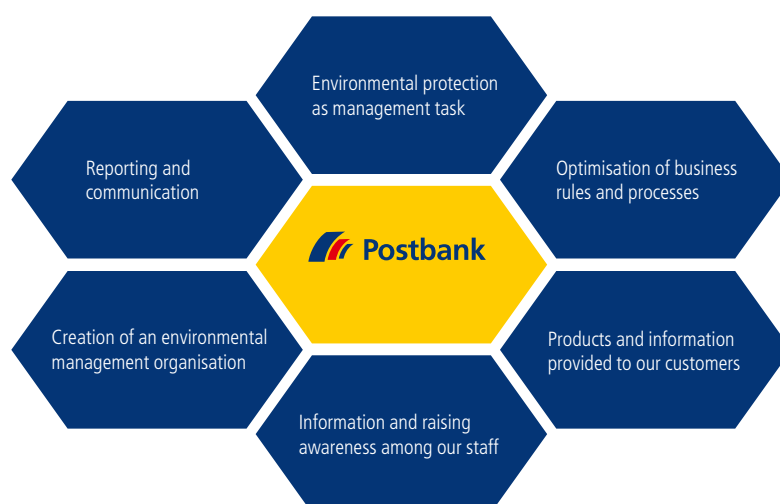 Environmental protection
as management task
Reporting and
communication
Optimisation of business
rules and processes
Postbank
Creation of an environmental
management organisation
Products and information
provided to our customers
Information and raising
awareness among our staff